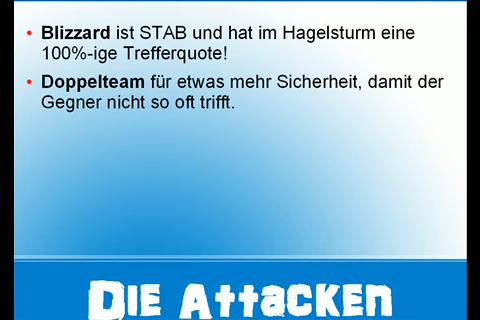 • Blizzard ist STAB und hat im Hagelsturm eine
100%-ige Trefferquote!
• Doppelteam für etwas mehr Sicherheit, damit der
Gegner nicht so oft trifft.
Die Attacken